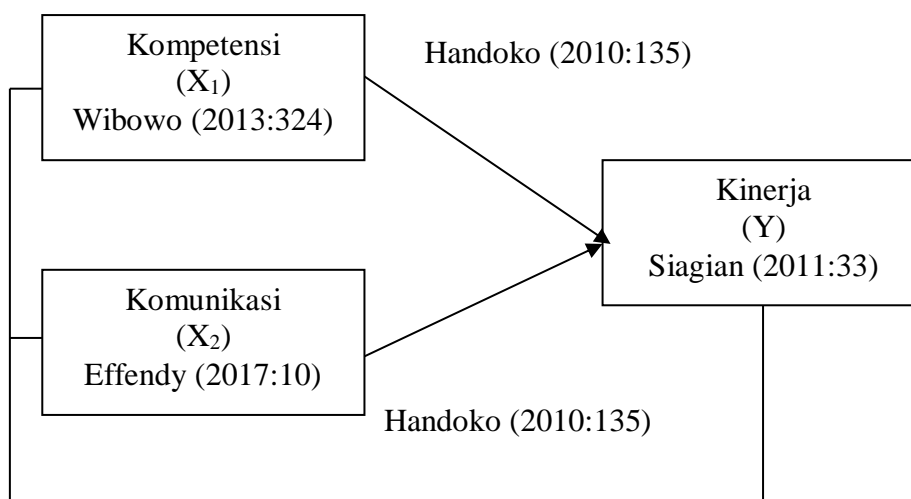 Kompetensi
(X₁)
Wibowo (2013:324)
Handoko (2010:135)
Kinerja
(Y)
Siagian (2011:33)
Komunikasi
(X₂)
Effendy (2017:10)
Handoko (2010:135)